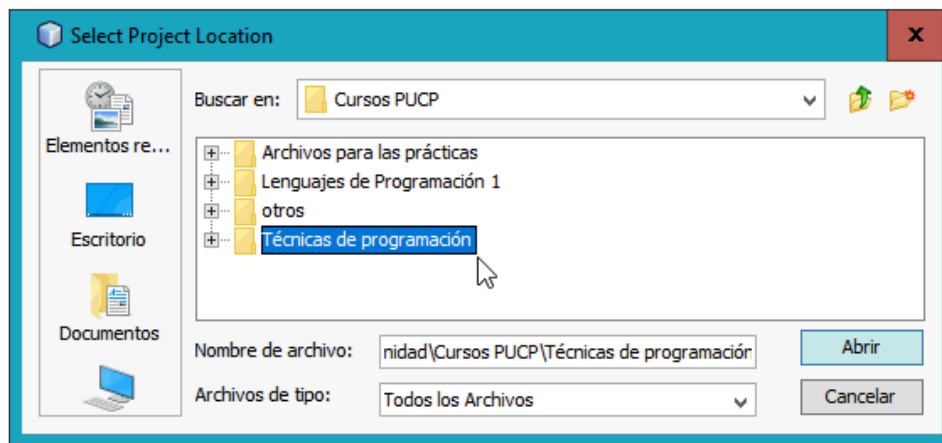 Select Project Location
x
Buscar en: Cursos PUCP
Elementos re...
Escritorio
Documentos
Archivos para las prácticas
Lenguajes de Programación 1
otros
Técnicas de programación
Nombre de archivo: nidad\Cursos PUCP\Técnicas de programación
Abrir
Archivos de tipo: Todos los Archivos
Cancelar